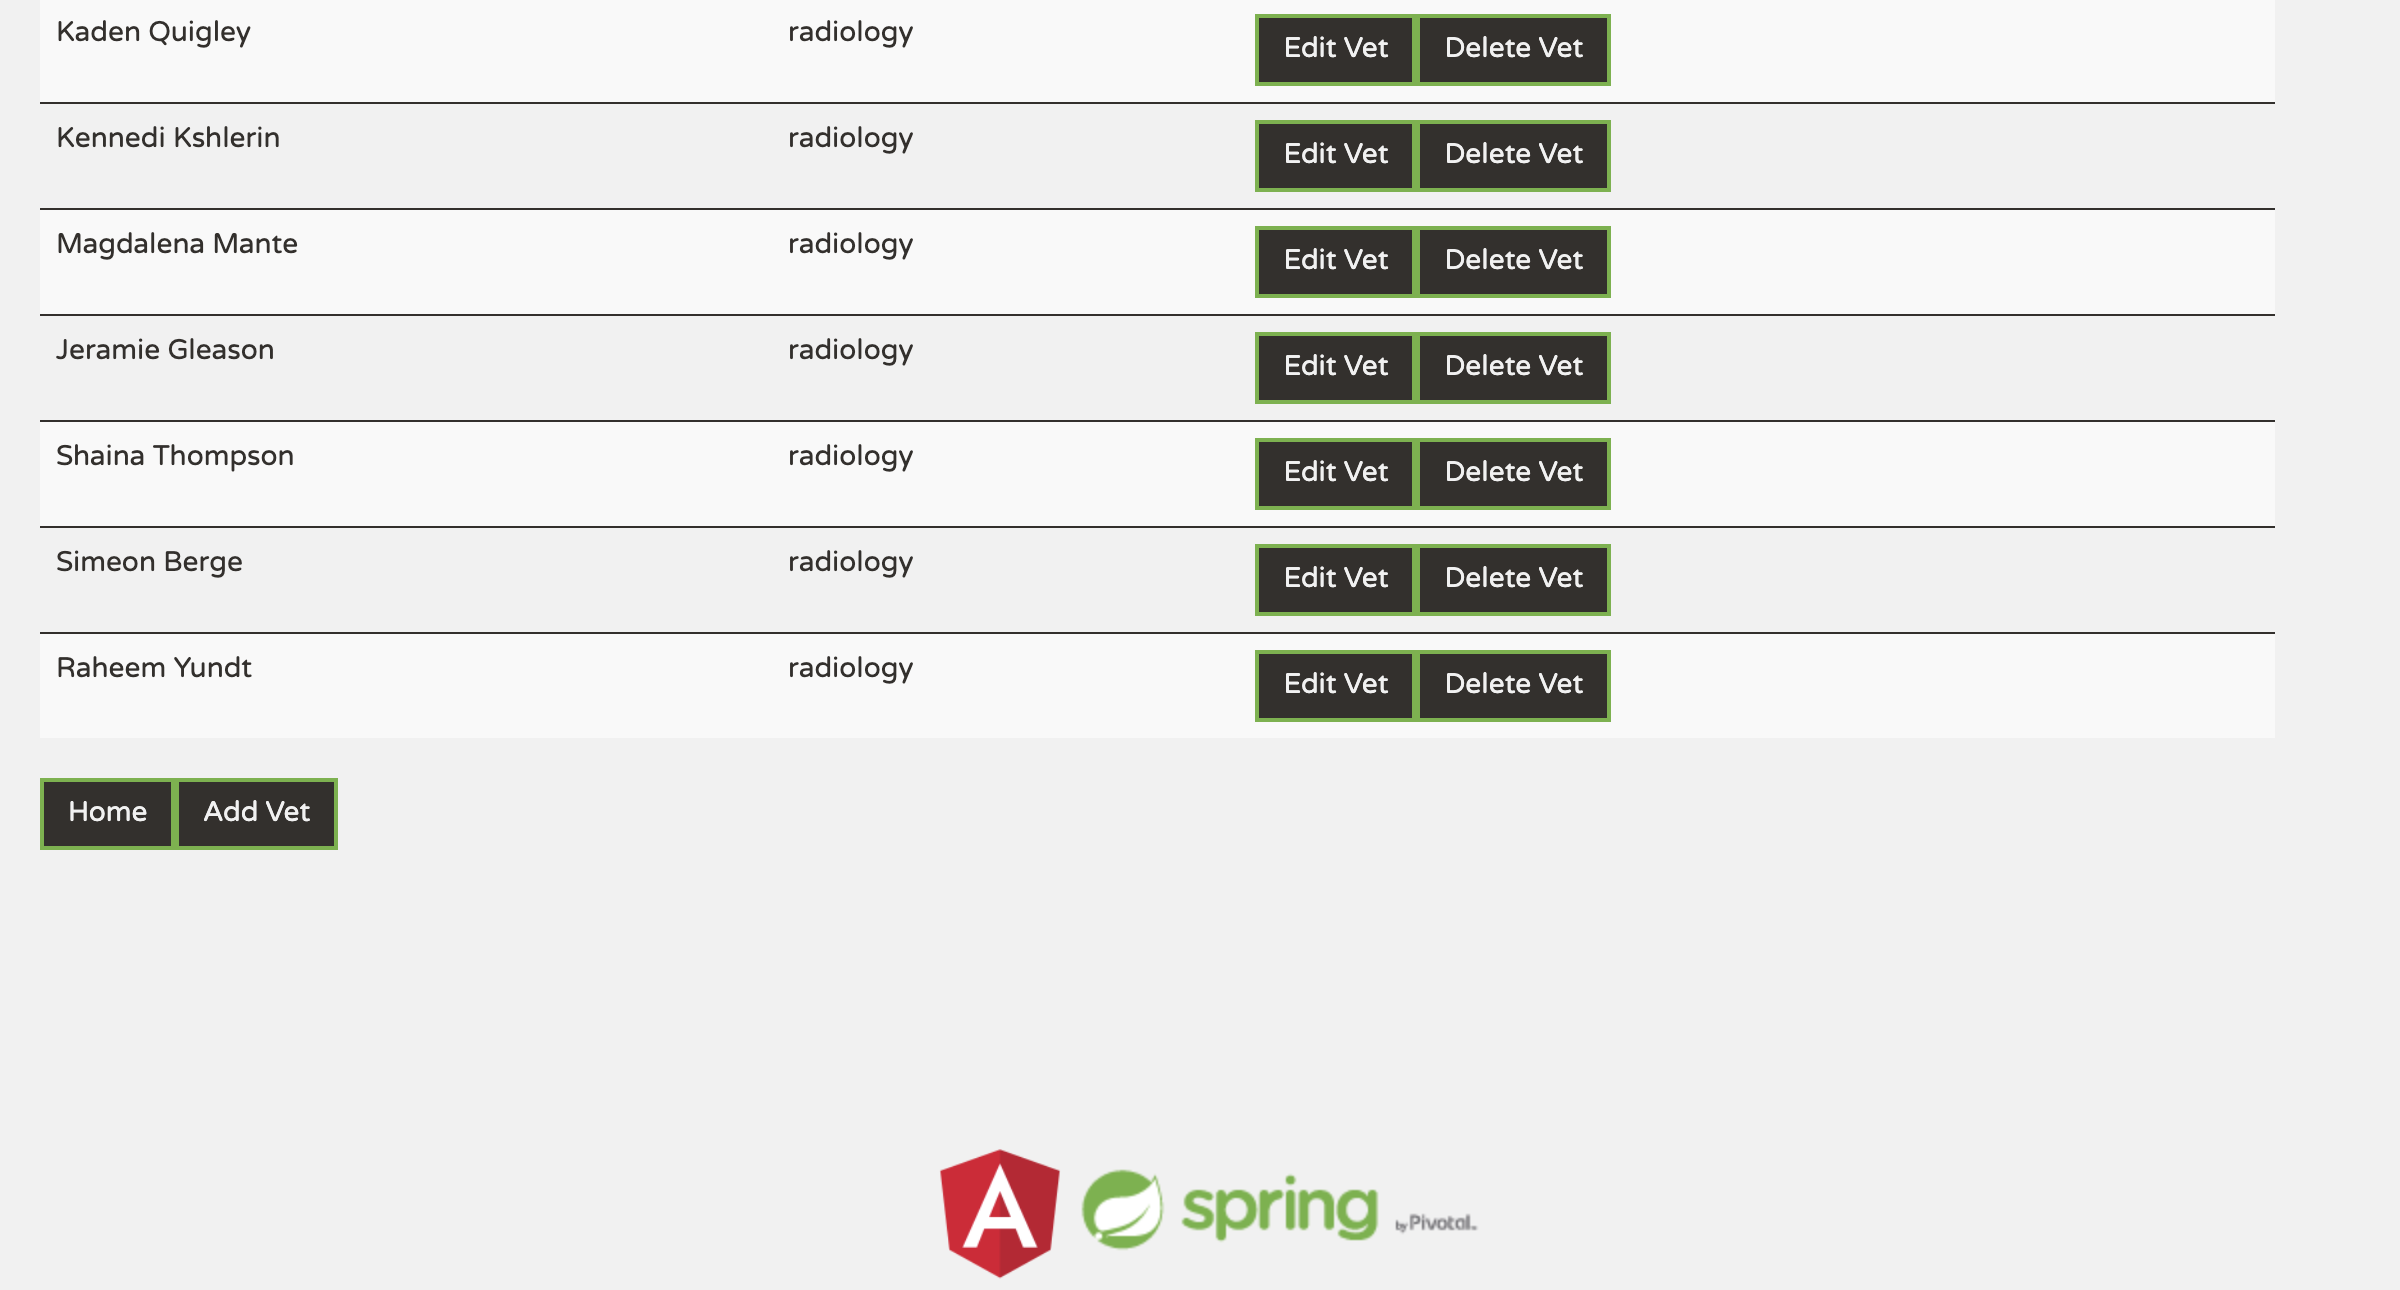 Kaden Quigley radiology Edit Vet Delete Vet
Kennedi Kshlerin radiology Edit Vet Delete Vet
Magdalena Mante radiology Edit Vet Delete Vet
Jeramie Gleason radiology Edit Vet Delete Vet
Shaina Thompson radiology Edit Vet Delete Vet
Simeon Berge radiology Edit Vet Delete Vet
Raheem Yundt radiology Edit Vet Delete Vet
Home Add Vet
A spring by Pivotal™